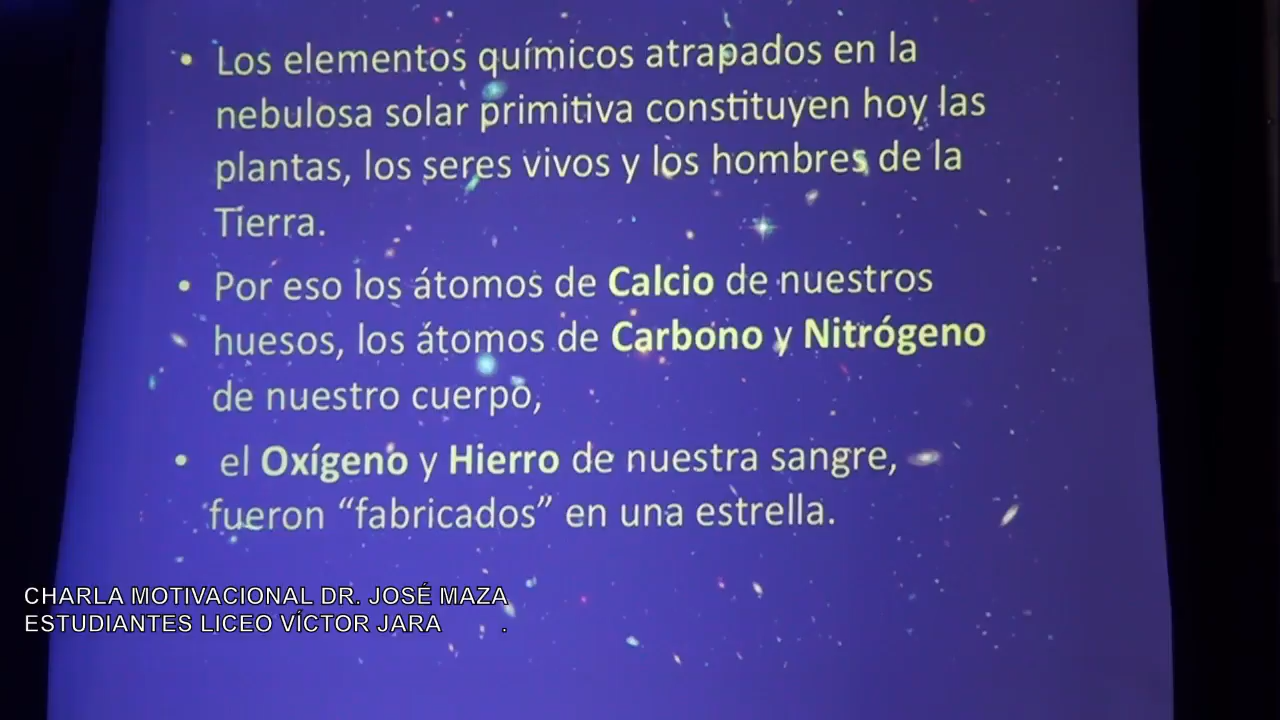 • Los elementos químicos atrapados en la
nebulosa solar primitiva constituyen hoy las
plantas, los seres vivos y los hombres de la
Tierra.
• Por eso los átomos de Calcio de nuestros
huesos, los átomos de Carbono y Nitrógeno
de nuestro cuerpo,
• el Oxígeno y Hierro de nuestra sangre,
fueron “fabricados” en una estrella.
CHARLA MOTIVACIONAL DR. JOSÉ MAZA
ESTUDIANTES LICEO VÍCTOR JARA .